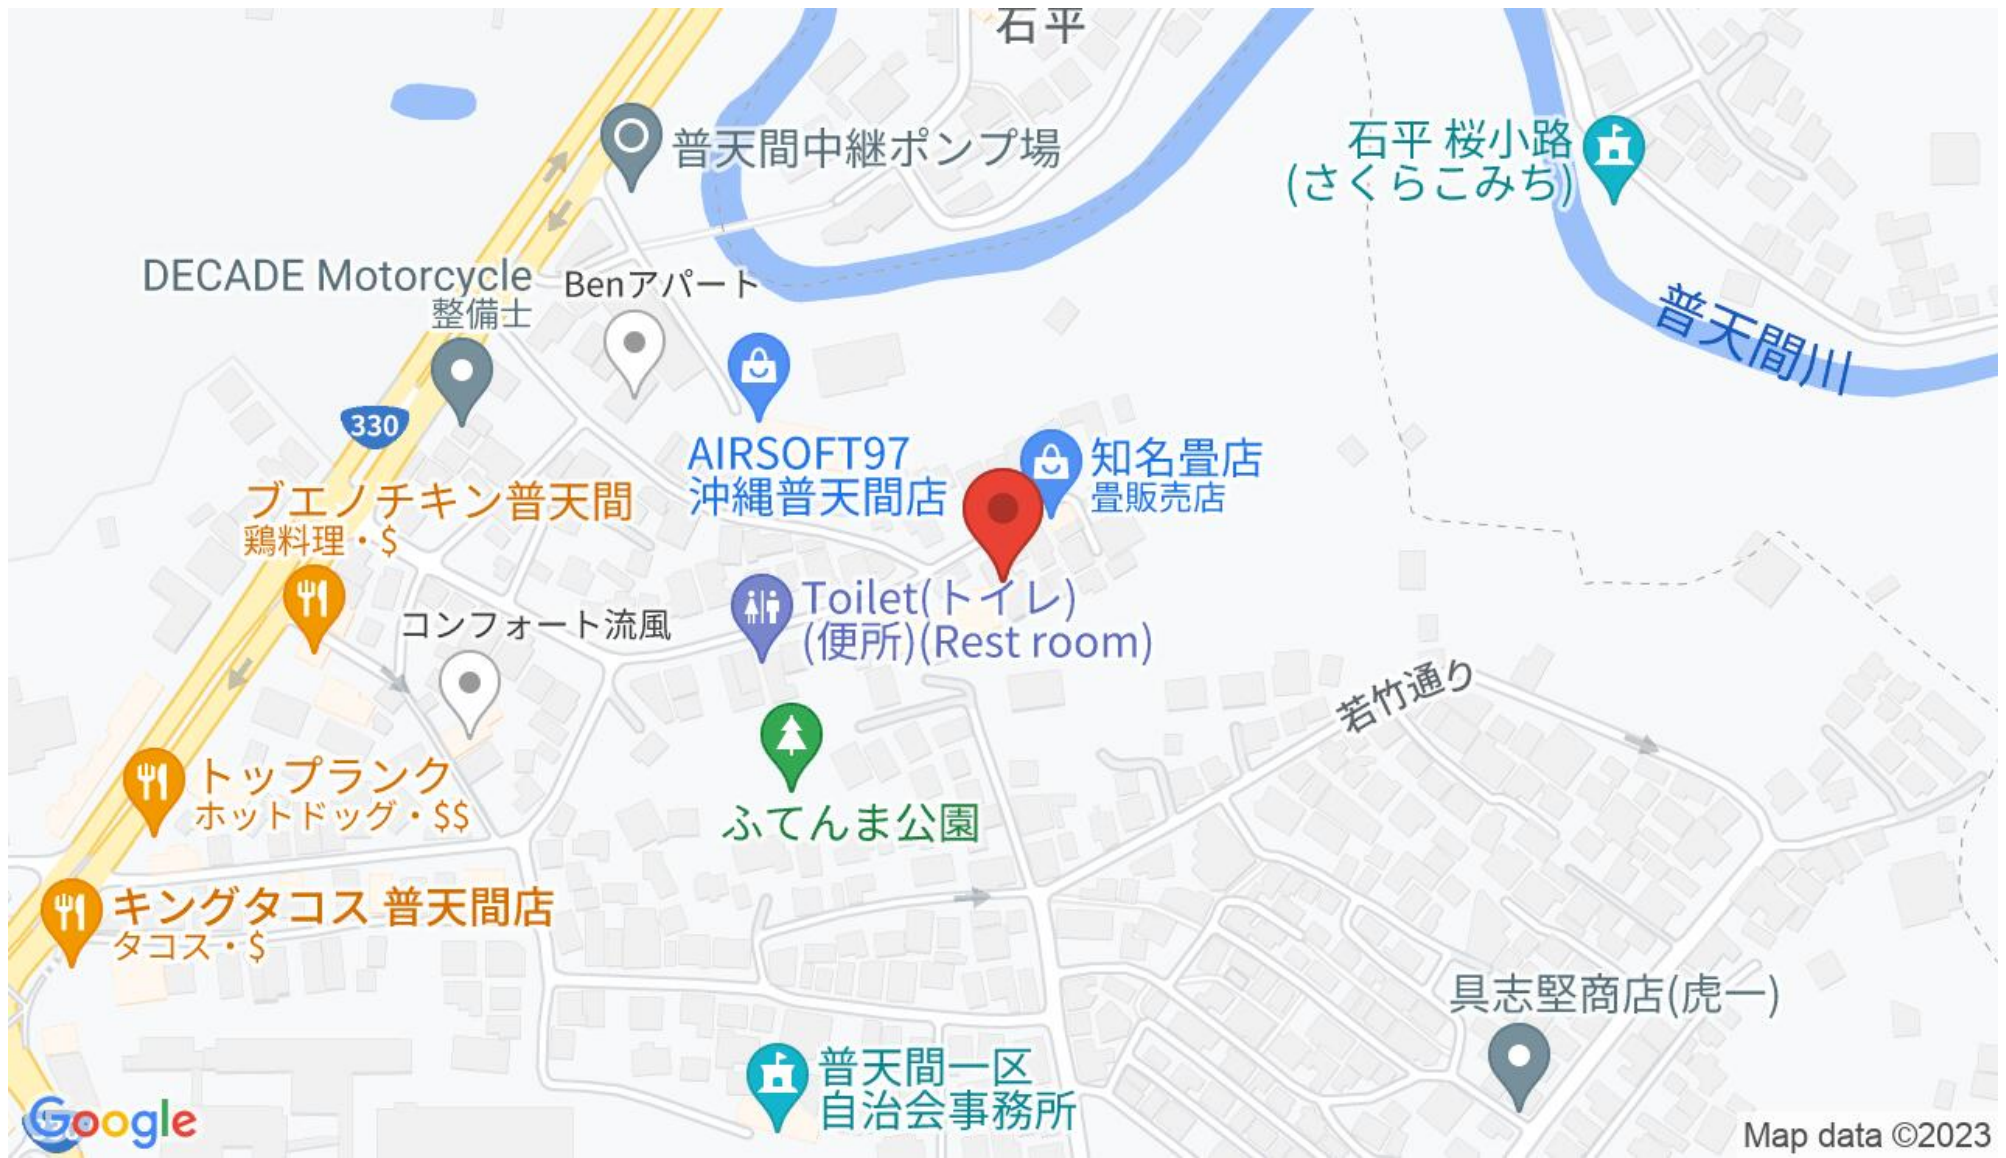 石平
普天間中継ポンプ場
石平 桜小路
(さくらこみち)
DECADE Motorcycle
整備士
Benアパート
普天間川
330
AIRSOFT97
沖縄普天間店
知名畳店
畳販売店
ブエノチキン普天間
鶏料理・$
Toilet(トイレ)
(便所)(Rest room)
コンフォート流風
若竹通り
トップランク
ホットドッグ・$$
ふてんま公園
キングタコス 普天間店
タコス・$
具志堅商店(虎一)
普天間一区
自治会事務所
Google
Map data ©2023